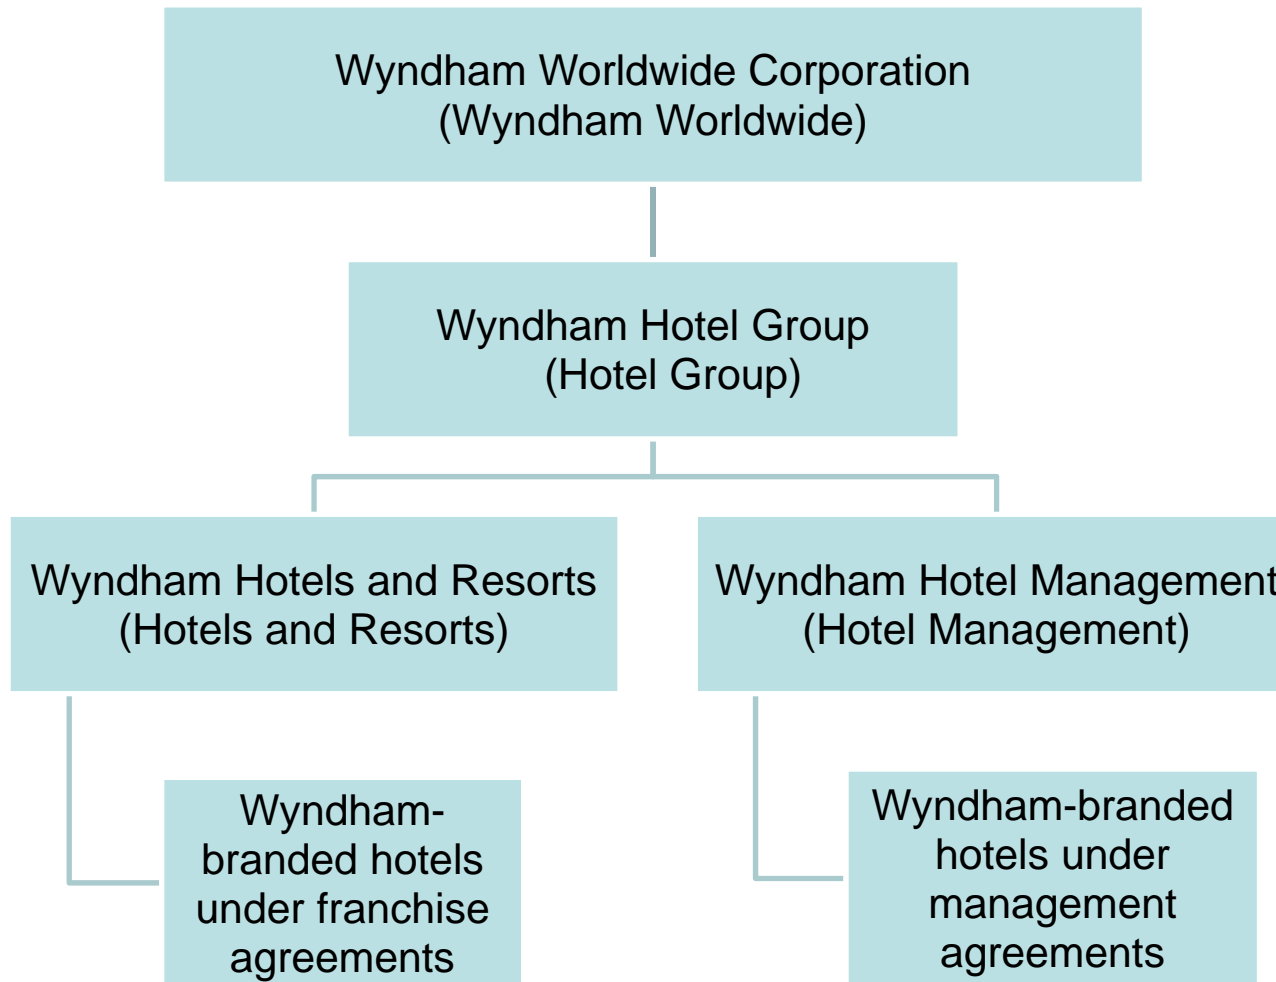 Wyndham Worldwide Corporation
(Wyndham Worldwide)
Wyndham Hotel Group
(Hotel Group)
Wyndham Hotels and Resorts
(Hotels and Resorts)
Wyndham Hotel Management
(Hotel Management)
Wyndham-
branded hotels
under franchise
agreements
Wyndham-branded
hotels under
management
agreements